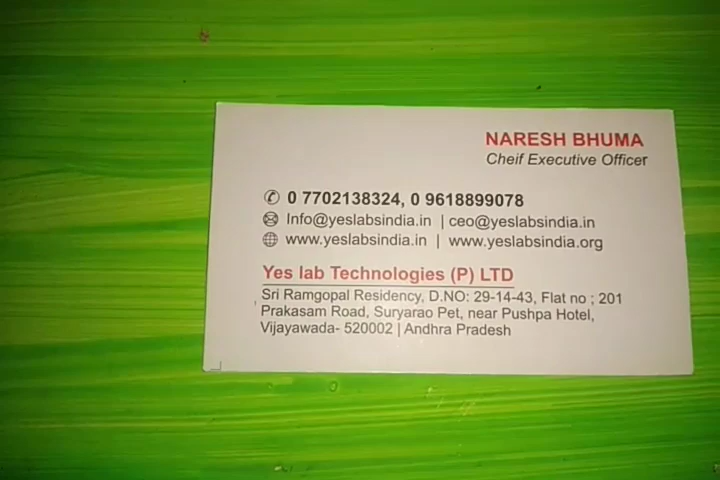 NARESH BHUMA
Cheif Executive Officer
0 7702138324, 0 9618899078
Info@yeslabsindia.in | ceo@yeslabsindia.in
www.yeslabsindia.in | www.yeslabsindia.org
Yes lab Technologies (P) LTD
Sri Ramgopal Residency, D.NO: 29-14-43, Flat no ; 201
Prakasam Road, Suryarao Pet, near Pushpa Hotel,
Vijayawada- 520002 | Andhra Pradesh